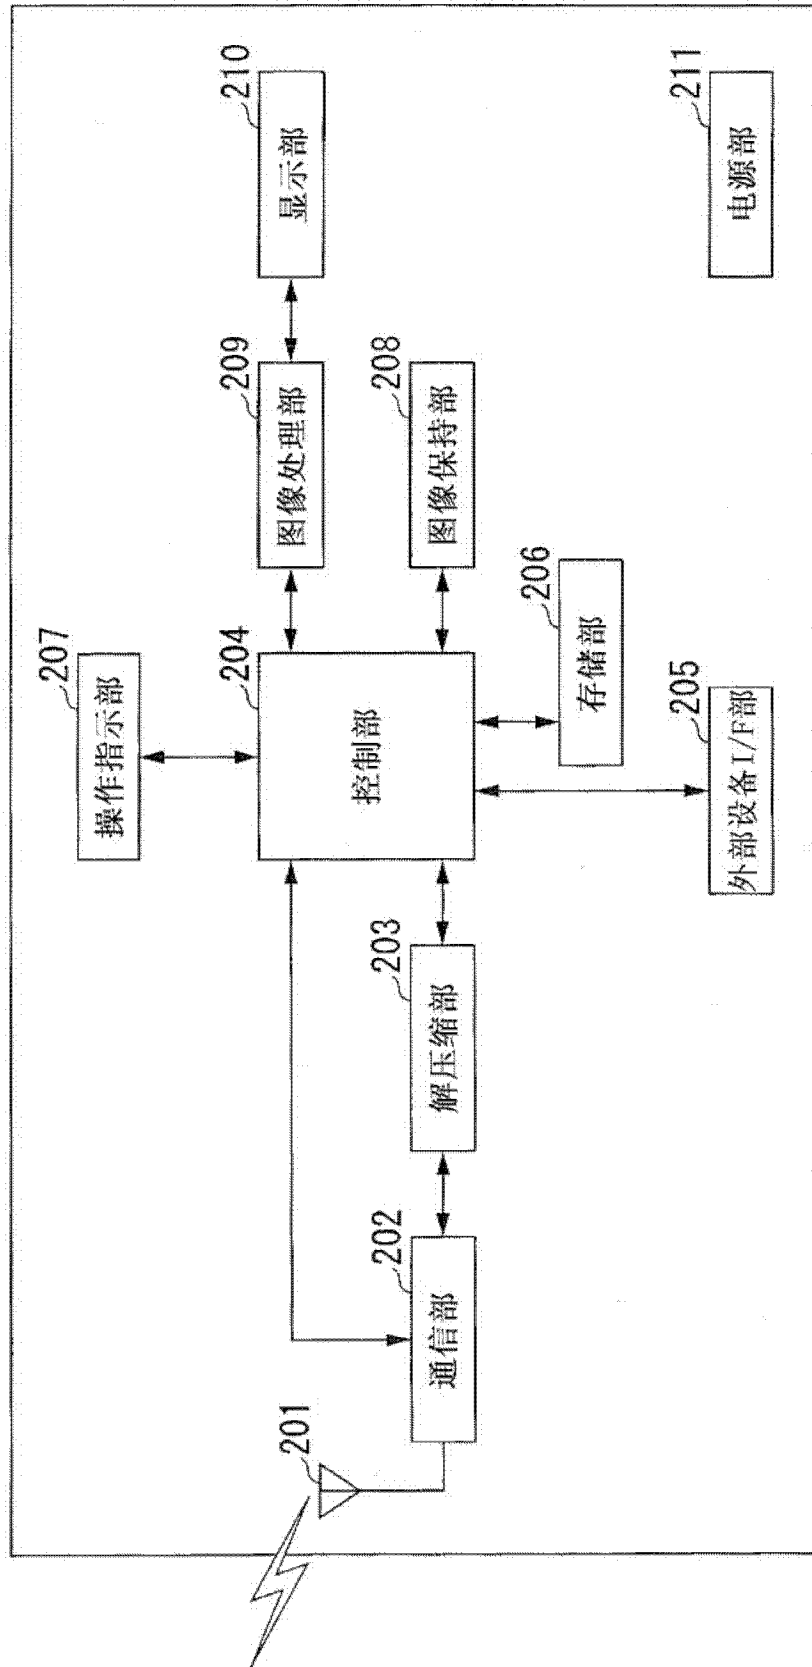 207
操作指示部
201
202
通信部
203
解压缩部
204
控制部
209
图像处理部
210
显示部
208
图像保持部
206
存储部
205
外部设备I/F部
211
电源部